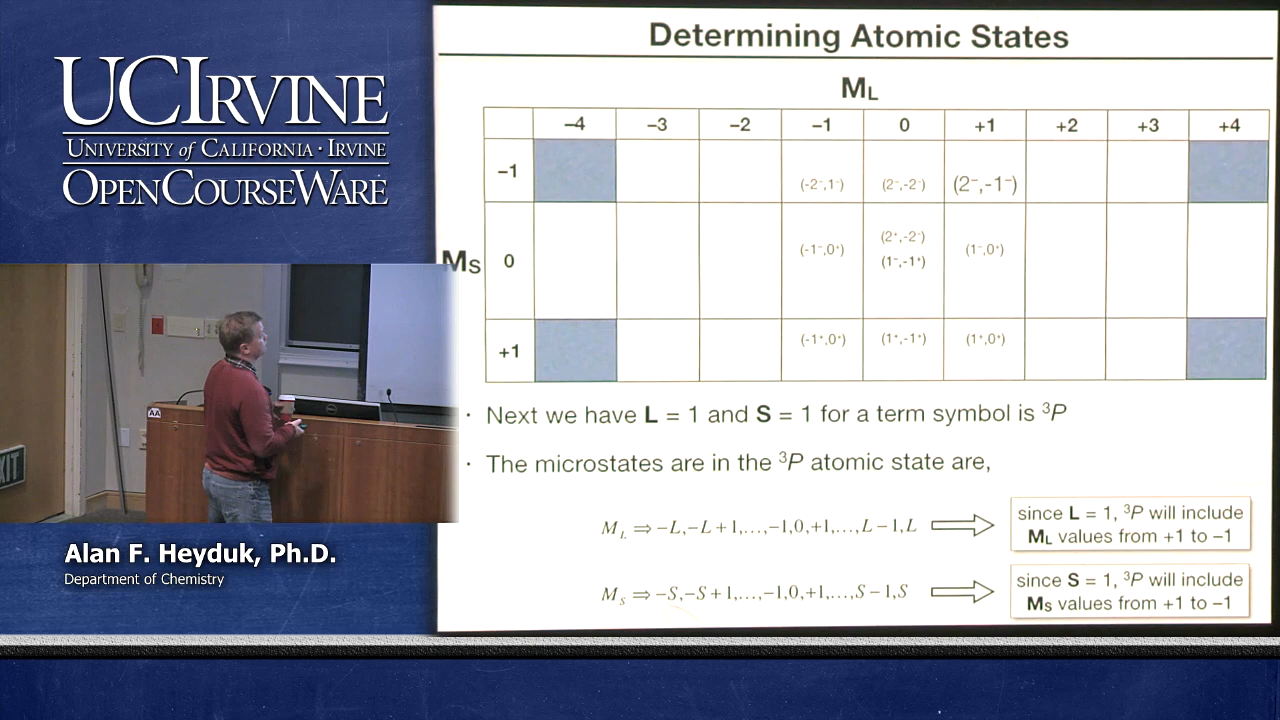 UCIRVINE
UNIVERSITY of CALIFORNIA · IRVINE
OPENCOURSEWARE
Determining Atomic States
ML
−4 −3 −2 −1 0 +1 +2 +3 +4
−1 (-2⁻,1⁻) (2⁻,-2⁻) (2⁻,-1⁻)
(2⁺,-2⁻)
MS 0 (-1⁻,0⁺) (1⁻,0⁺)
(1⁻,-1⁺)
+1 (-1⁺,0⁺) (1⁺,-1⁺) (1⁺,0⁺)
· Next we have L = 1 and S = 1 for a term symbol is ³P
· The microstates are in the ³P atomic state are,
M_L ⇒ −L,−L+1,…,−1,0,+1,…,L−1,L
since L = 1, ³P will include
ML values from +1 to −1
M_S ⇒ −S,−S+1,…,−1,0,+1,…,S−1,S
since S = 1, ³P will include
MS values from +1 to −1
AA
Alan F. Heyduk, Ph.D.
Department of Chemistry